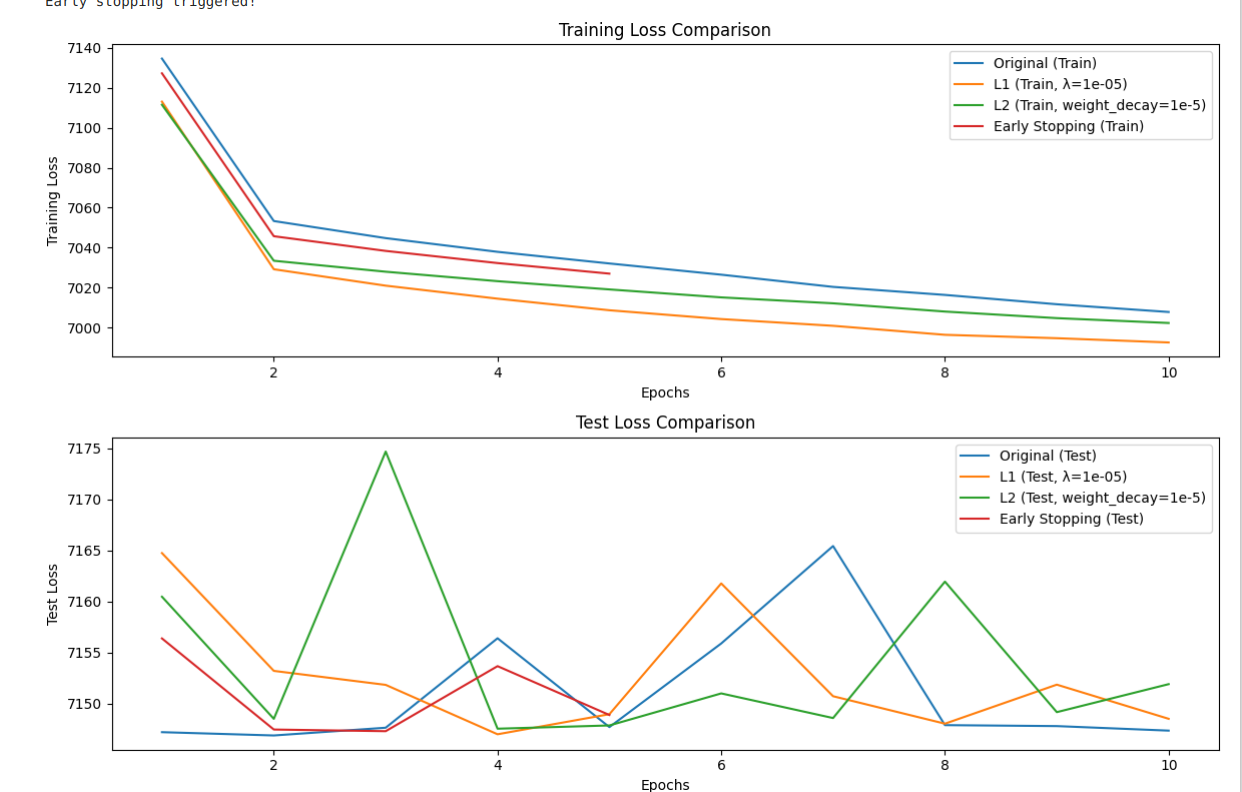 Early stopping triggered!
Training Loss Comparison
7140
7120
7100
7080
7060
7040
7020
7000
Training Loss
Original (Train)
L1 (Train, λ=1e-05)
L2 (Train, weight_decay=1e-5)
Early Stopping (Train)
2
4
6
8
10
Epochs
Test Loss Comparison
7175
7170
7165
7160
7155
7150
Test Loss
Original (Test)
L1 (Test, λ=1e-05)
L2 (Test, weight_decay=1e-5)
Early Stopping (Test)
2
4
6
8
10
Epochs